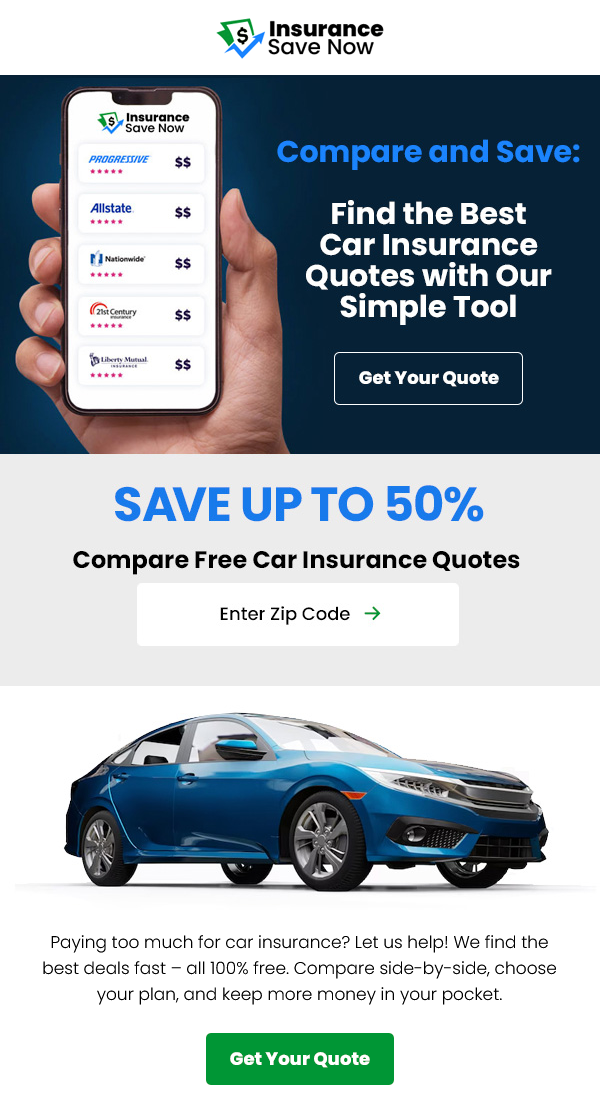 Insurance
Save Now
Insurance
Save Now
PROGRESSIVE
$$
Allstate
$$
Nationwide
$$
21st Century
Insurance
$$
Liberty Mutual
INSURANCE
$$
Compare and Save:
Find the Best
Car Insurance
Quotes with Our
Simple Tool
Get Your Quote
SAVE UP TO 50%
Compare Free Car Insurance Quotes
Enter Zip Code →
Paying too much for car insurance? Let us help! We find the
best deals fast – all 100% free. Compare side-by-side, choose
your plan, and keep more money in your pocket.
Get Your Quote